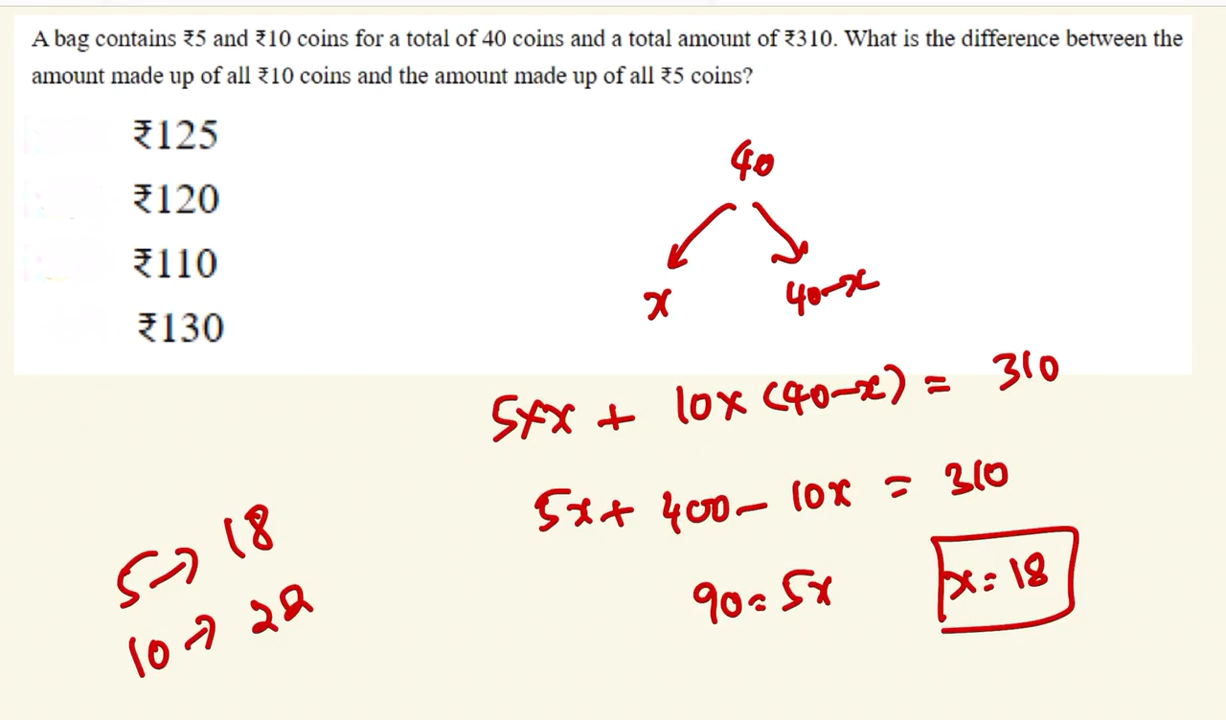 A bag contains ₹5 and ₹10 coins for a total of 40 coins and a total amount of ₹310. What is the difference between the
amount made up of all ₹10 coins and the amount made up of all ₹5 coins?
₹125
₹120
₹110
₹130
40
x 40-x
5×x + 10×(40-x) = 310
5x + 400 - 10x = 310
90 = 5x x = 18
5→ 18
10→ 22